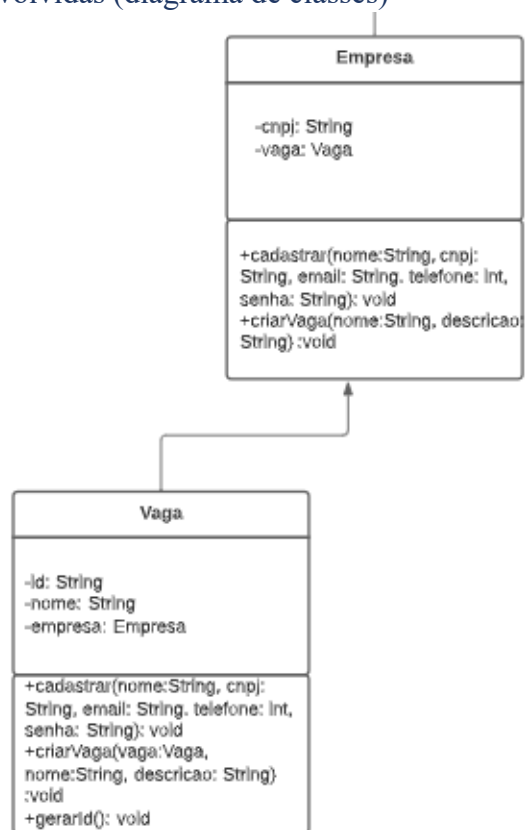 volvidas (diagrama de classes)
Empresa
-cnpj: String
-vaga: Vaga
+cadastrar(nome:String, cnpj:
String, email: String. telefone: int,
senha: String): void
+criarVaga(nome:String, descricao:
String) :void
Vaga
-id: String
-nome: String
-empresa: Empresa
+cadastrar(nome:String, cnpj:
String, email: String. telefone: int,
senha: String): void
+criarVaga(vaga:Vaga,
nome:String, descricao: String)
:void
+gerarId(): void